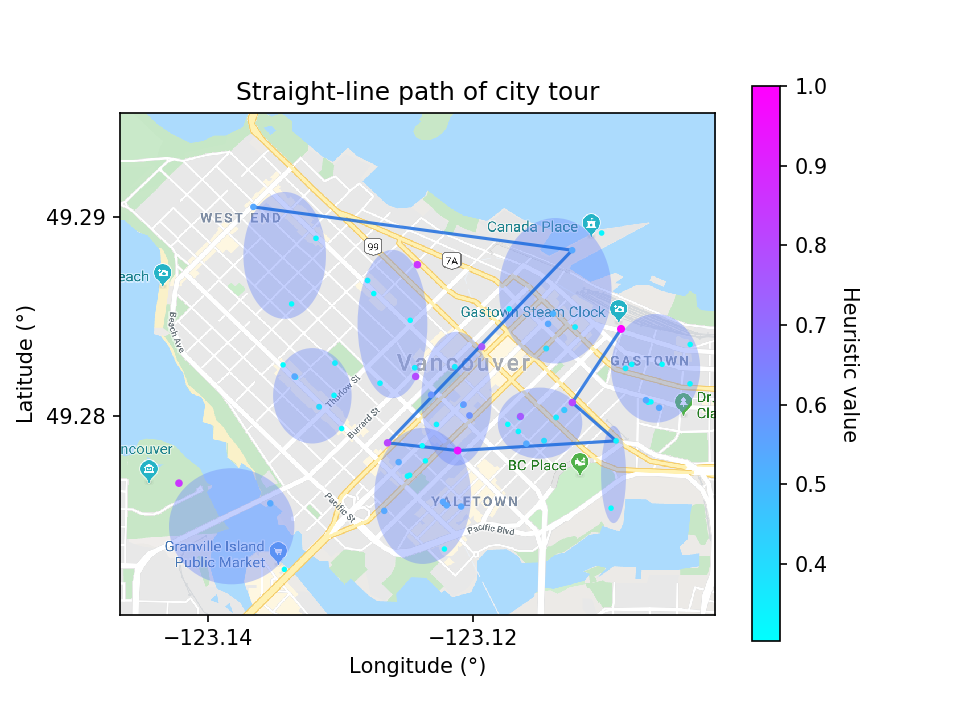 Straight-line path of city tour
1.0
0.9
0.8
0.7
0.6
0.5
0.4
Heuristic value
49.29
49.28
Latitude (°)
−123.14
−123.12
Longitude (°)
WEST END
Canada Place
99
7A
each
Beach Ave
Gastown Steam Clock
Vancouver
GASTOWN
Thurlow St
Burrard St
Dr.
Cla
ncouver
BC Place
YALETOWN
Pacific St
Pacific Blvd
Granville Island
Public Market